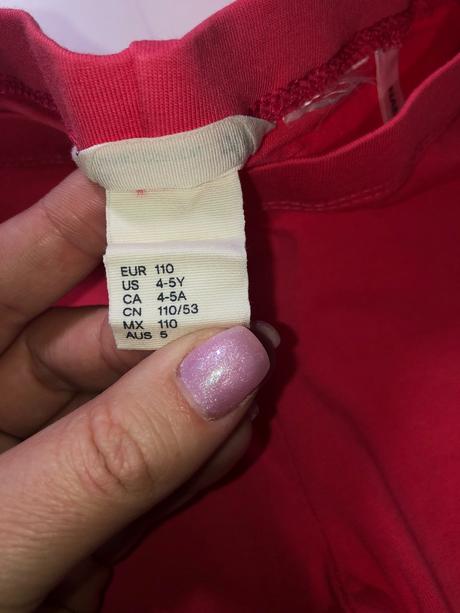 EUR 110
US 4-5Y
CA 4-5A
CN 110/53
MX 110
AUS 5